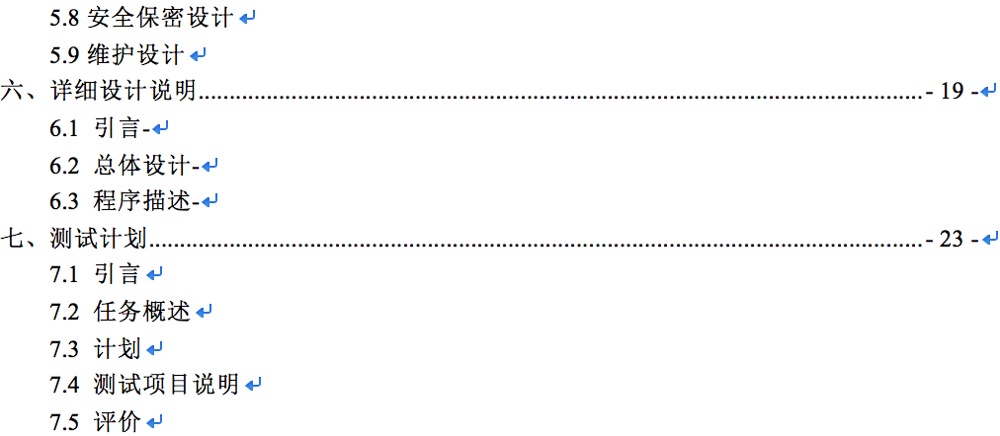 5.8 安全保密设计
5.9 维护设计
六、详细设计说明........................................................................................................................- 19 -
6.1 引言-
6.2 总体设计-
6.3 程序描述-
七、测试计划................................................................................................................................- 23 -
7.1 引言
7.2 任务概述
7.3 计划
7.4 测试项目说明
7.5 评价